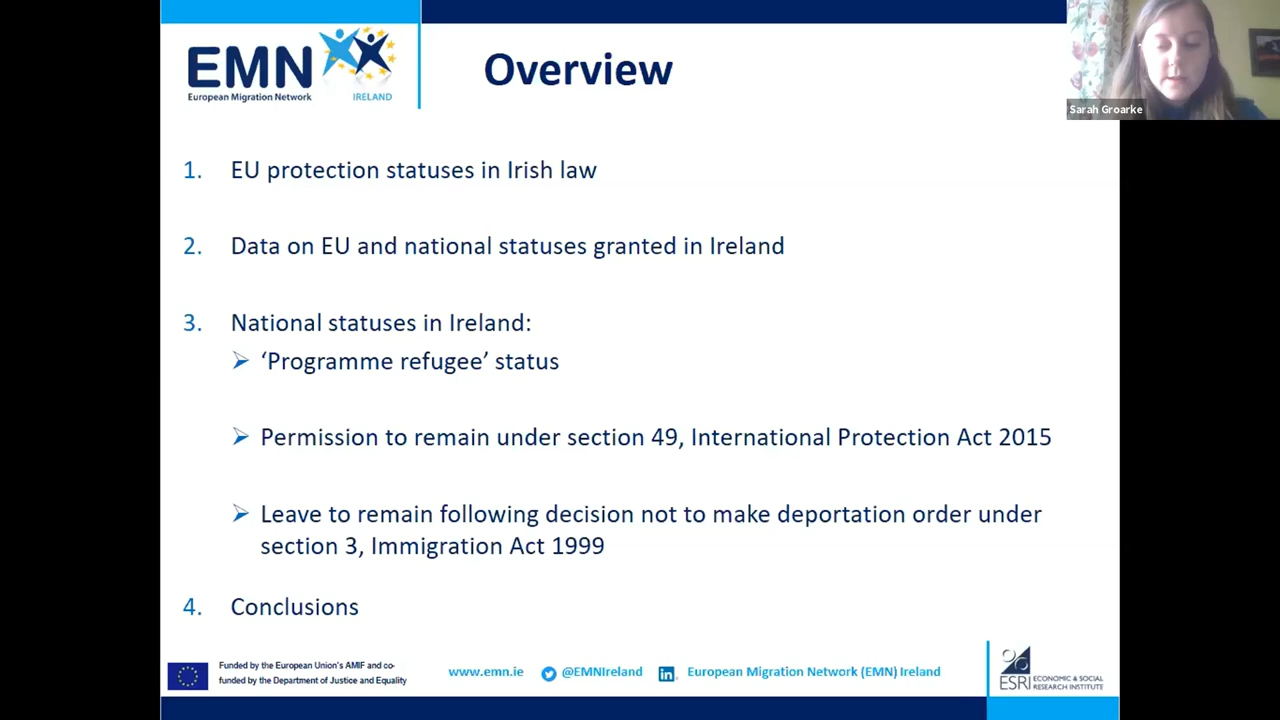 EMN
European Migration Network
IRELAND
Overview
Sarah Groarke
1. EU protection statuses in Irish law
2. Data on EU and national statuses granted in Ireland
3. National statuses in Ireland:
‘Programme refugee’ status
Permission to remain under section 49, International Protection Act 2015
Leave to remain following decision not to make deportation order under
section 3, Immigration Act 1999
4. Conclusions
Funded by the European Union's AMIF and co-
funded by the Department of Justice and Equality
www.emn.ie
@EMNIreland
in
European Migration Network (EMN) Ireland
ESRI
ECONOMIC & SOCIAL
RESEARCH INSTITUTE